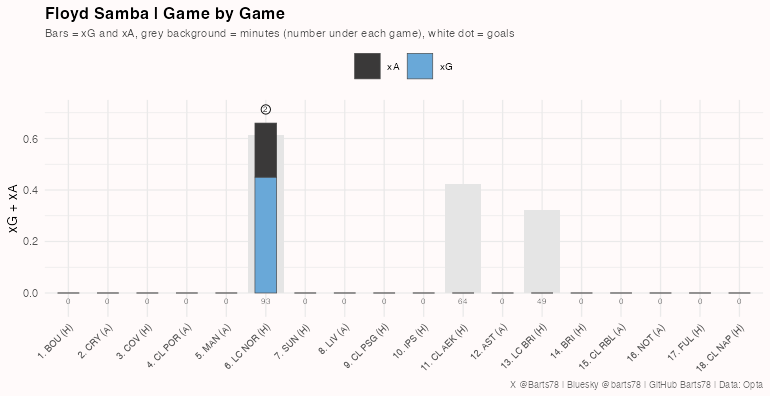 Floyd Samba | Game by Game
Bars = xG and xA, grey background = minutes (number under each game), white dot = goals
xA xG
2
0.6
0.4
0.2
0.0
xG + xA
0 0 0 0 0 93 0 0 0 0 64 0 49 0 0 0 0 0
1. BOU (H)
2. CRY (A)
3. COV (H)
4. CL POR (A)
5. MAN (A)
6. LC NOR (H)
7. SUN (H)
8. LIV (A)
9. CL PSG (H)
10. IPS (H)
11. CL AEK (H)
12. AST (A)
13. LC BRI (H)
14. BRI (H)
15. CL RBL (A)
16. NOT (A)
17. FUL (H)
18. CL NAP (H)
X @Barts78 | Bluesky @barts78 | GitHub Barts78 | Data: Opta